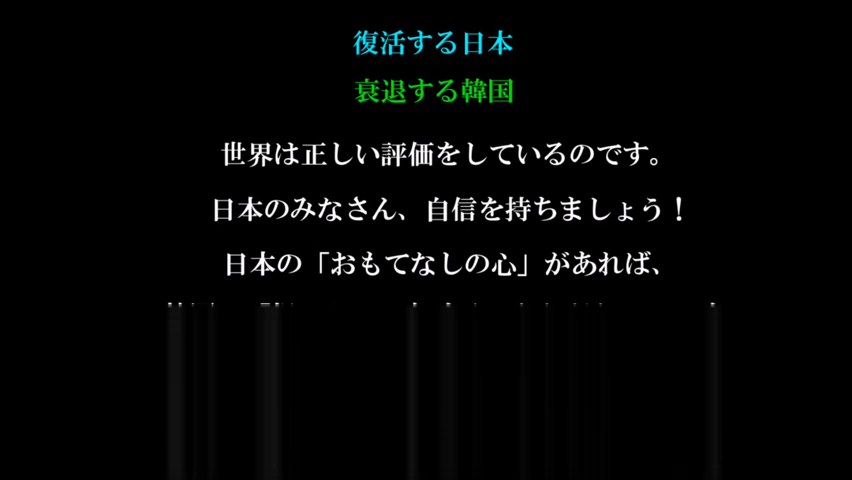 復活する日本
衰退する韓国
世界は正しい評価をしているのです。
日本のみなさん、自信を持ちましょう！
日本の「おもてなしの心」があれば、